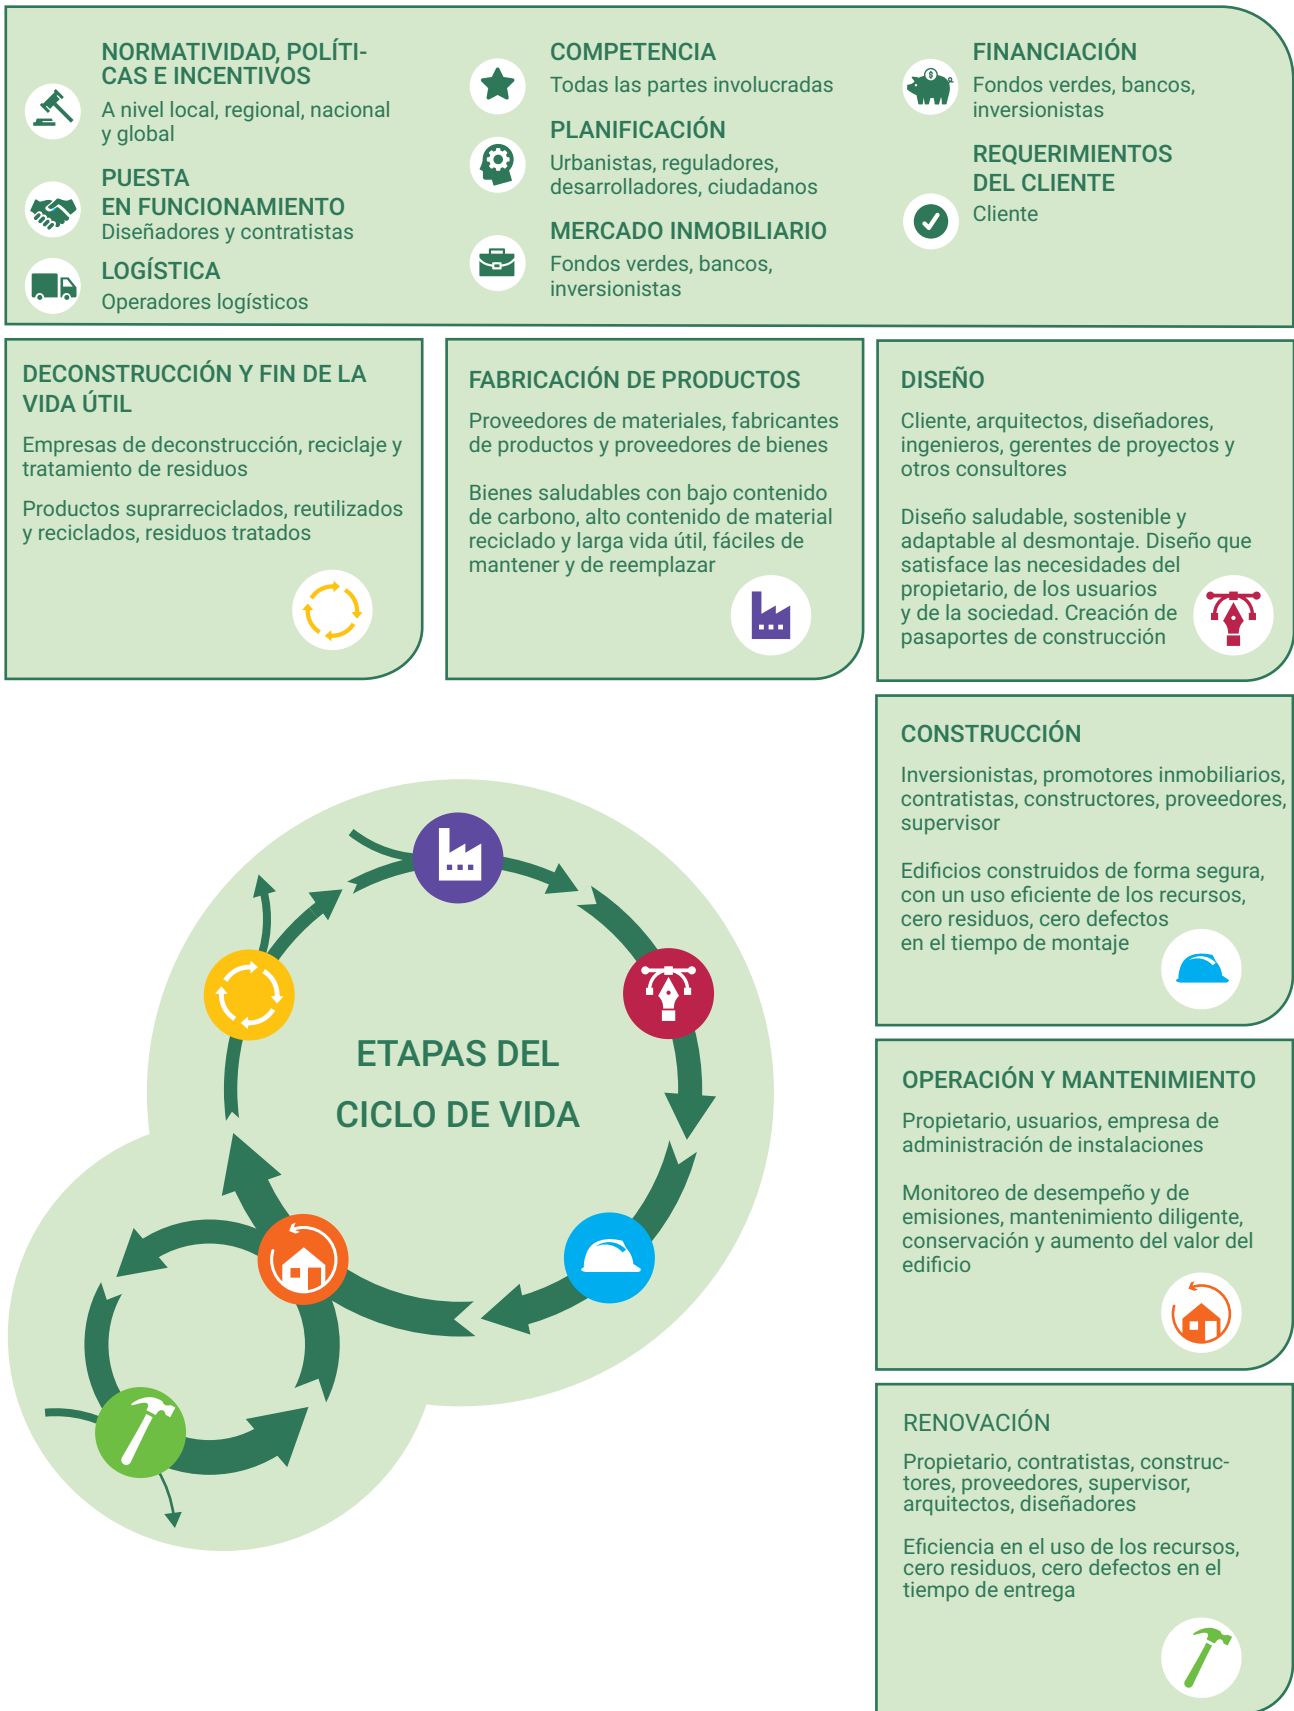 NORMATIVIDAD, POLÍTI-
CAS E INCENTIVOS
A nivel local, regional, nacional
y global
PUESTA
EN FUNCIONAMIENTO
Diseñadores y contratistas
LOGÍSTICA
Operadores logísticos
COMPETENCIA
Todas las partes involucradas
PLANIFICACIÓN
Urbanistas, reguladores,
desarrolladores, ciudadanos
MERCADO INMOBILIARIO
Fondos verdes, bancos,
inversionistas
FINANCIACIÓN
Fondos verdes, bancos,
inversionistas
REQUERIMIENTOS
DEL CLIENTE
Cliente
DECONSTRUCCIÓN Y FIN DE LA
VIDA ÚTIL
Empresas de deconstrucción, reciclaje y
tratamiento de residuos
Productos suprarreciclados, reutilizados
y reciclados, residuos tratados
FABRICACIÓN DE PRODUCTOS
Proveedores de materiales, fabricantes
de productos y proveedores de bienes
Bienes saludables con bajo contenido
de carbono, alto contenido de material
reciclado y larga vida útil, fáciles de
mantener y de reemplazar
DISEÑO
Cliente, arquitectos, diseñadores,
ingenieros, gerentes de proyectos y
otros consultores
Diseño saludable, sostenible y
adaptable al desmontaje. Diseño que
satisface las necesidades del
propietario, de los usuarios
y de la sociedad. Creación de
pasaportes de construcción
CONSTRUCCIÓN
Inversionistas, promotores inmobiliarios,
contratistas, constructores, proveedores,
supervisor
Edificios construidos de forma segura,
con un uso eficiente de los recursos,
cero residuos, cero defectos
en el tiempo de montaje
ETAPAS DEL
CICLO DE VIDA
OPERACIÓN Y MANTENIMIENTO
Propietario, usuarios, empresa de
administración de instalaciones
Monitoreo de desempeño y de
emisiones, mantenimiento diligente,
conservación y aumento del valor del
edificio
RENOVACIÓN
Propietario, contratistas, construc-
tores, proveedores, supervisor,
arquitectos, diseñadores
Eficiencia en el uso de los recursos,
cero residuos, cero defectos en el
tiempo de entrega